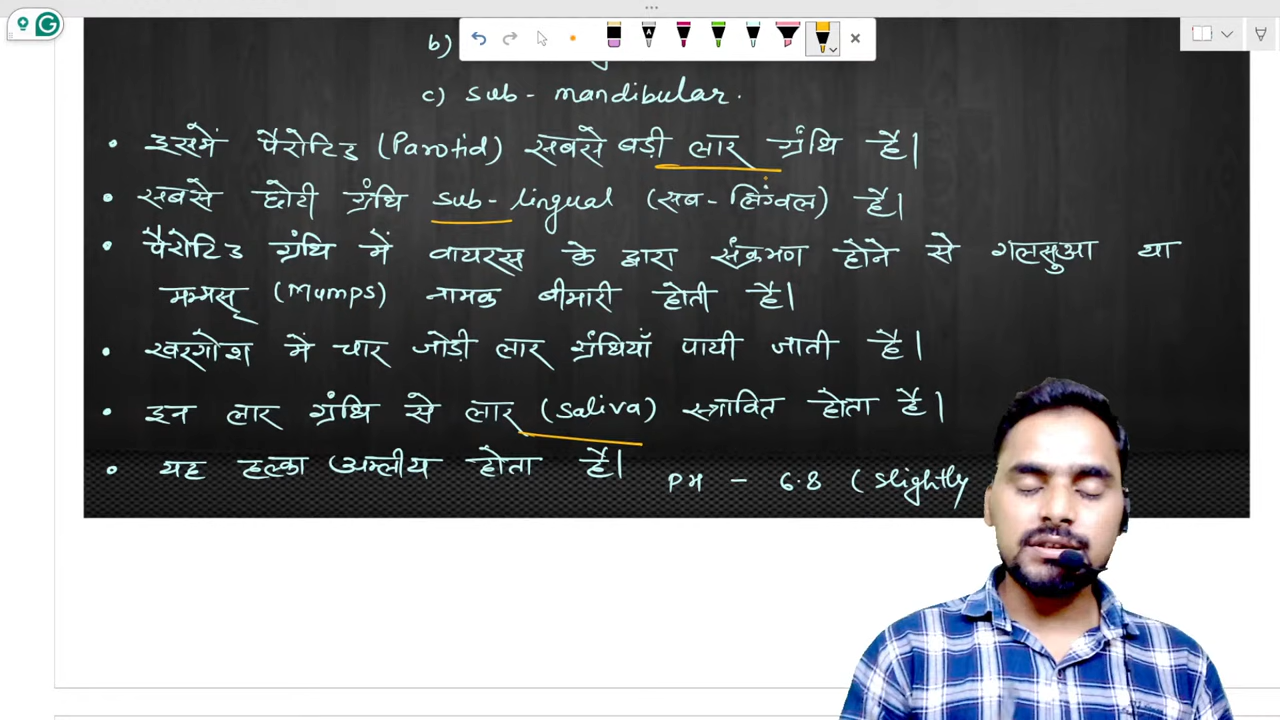 b)
c) sub - mandibular.
• इसमें पैरोटिड (Parotid) सबसे बड़ी लार ग्रंथि है|
• सबसे छोटी ग्रंथि sub - lingual (सब - लिंग्वल) है|
• पैरोटिड ग्रंथि में वायरस के द्वारा संक्रमण होने से गलसुआ या
मम्मस् (Mumps) नामक बीमारी होती है|
• खरगोश में चार जोड़ी लार ग्रंथियाँ पायी जाती है|
• इन लार ग्रंथि से लार (saliva) स्त्रावित होता है|
• यह हल्का अम्लीय होता है| PH - 6.8 (slightly